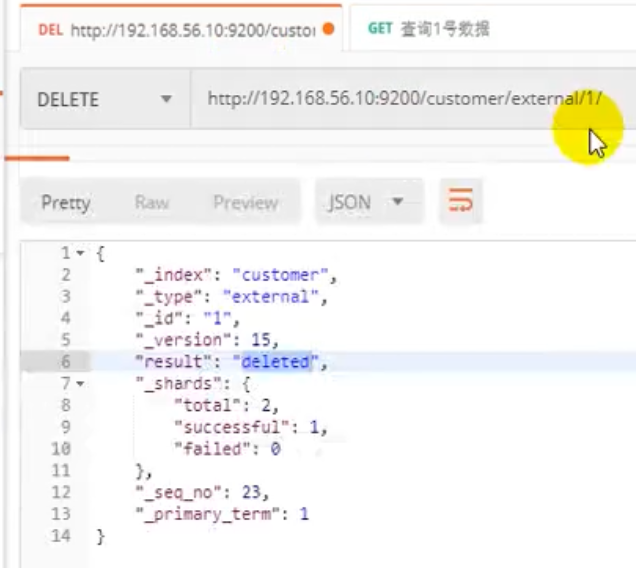 DEL http://192.168.56.10:9200/custor GET 查询1号数据
DELETE http://192.168.56.10:9200/customer/external/1/
Pretty Raw Preview JSON
1 {
2 "_index": "customer",
3 "_type": "external",
4 "_id": "1",
5 "_version": 15,
6 "result": "deleted",
7 "_shards": {
8 "total": 2,
9 "successful": 1,
10 "failed": 0
11 },
12 "_seq_no": 23,
13 "_primary_term": 1
14 }